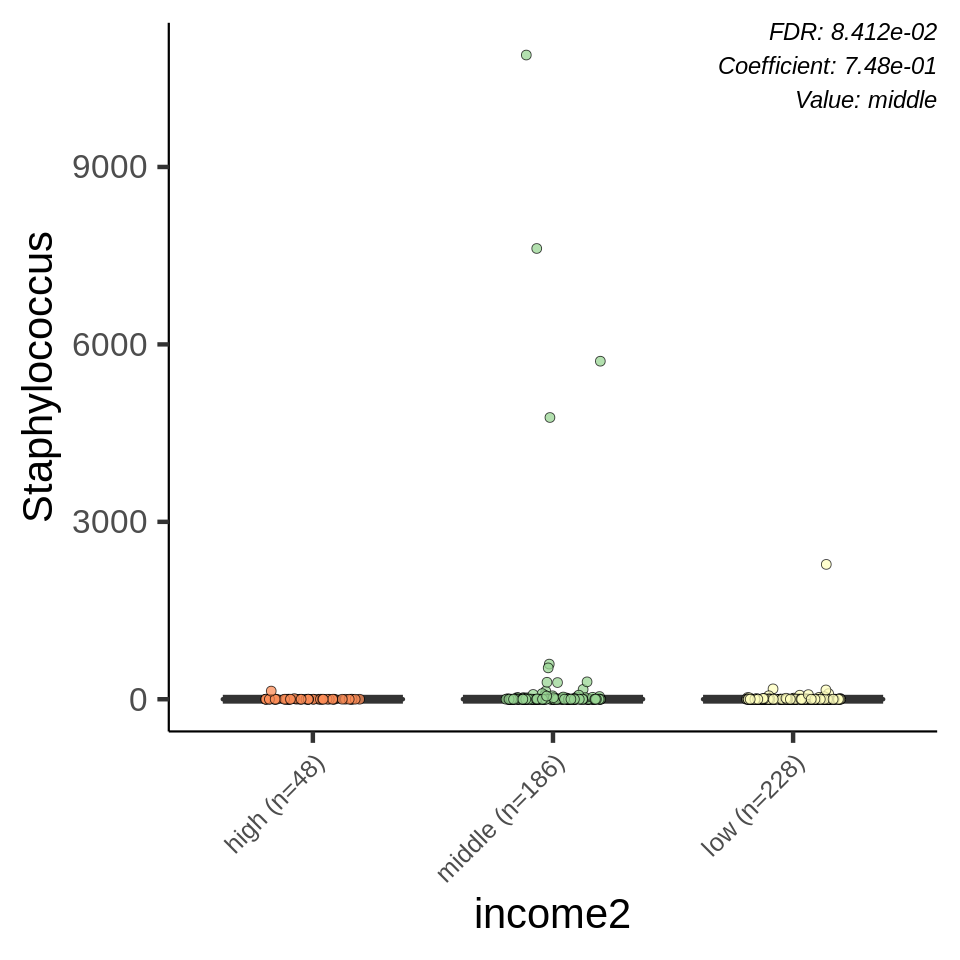 FDR: 8.412e-02
Coefficient: 7.48e-01
Value: middle
Staphylococcus
9000
6000
3000
0
high (n=48)
middle (n=186)
low (n=228)
income2